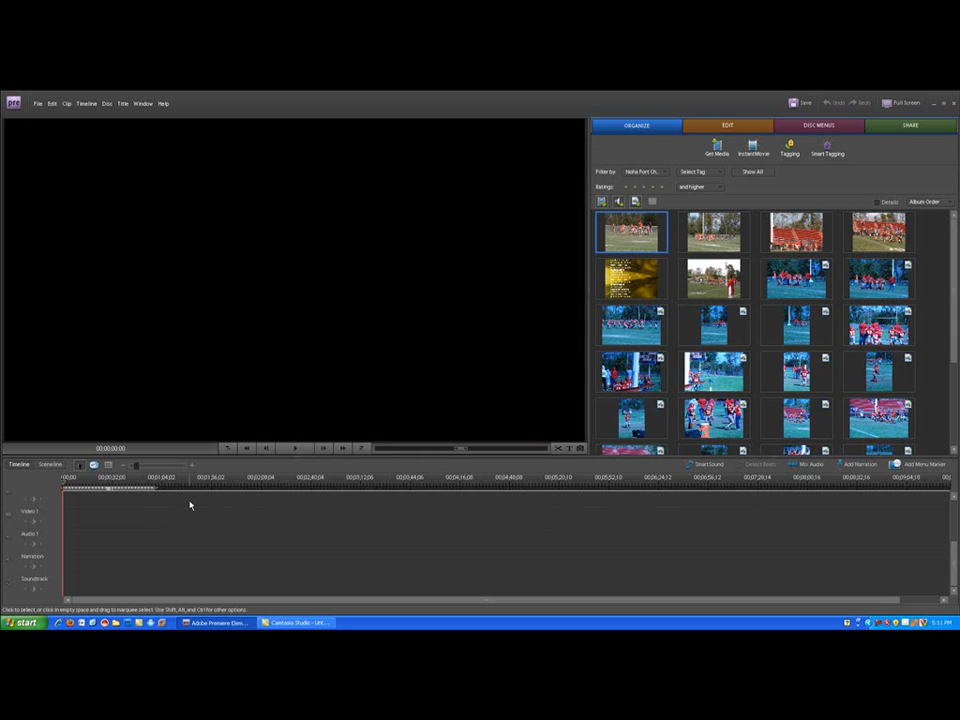 pre File Edit Clip Timeline Disc Title Window Help Save Undo Redo Full Screen
ORGANIZE EDIT DISC MENUS SHARE
Get Media InstantMovie Tagging Smart Tagging
Filter by: Select Tag Show All
Ratings: and higher
Details Album Order
00;00;00;00
Timeline Sceneline SmartSound Detect Beats Mix Audio Add Narration Add Menu Marker
;00;00 00;00;32;00 00;01;04;02 00;01;36;02 00;02;08;04 00;02;40;04 00;03;12;06 00;03;44;06 00;04;16;08 00;04;48;08 00;05;20;10 00;05;52;10 00;06;24;12 00;06;56;12 00;07;28;14 00;08;00;16 00;08;32;16 00;09;04;18
Video 1
Audio 1
Narration
Soundtrack
Click to select, or click in empty space and drag to marquee select. Use Shift, Alt, and Ctrl for other options.
start Adobe Premiere Elem... Camtasia Studio - Unt... 5:11 PM